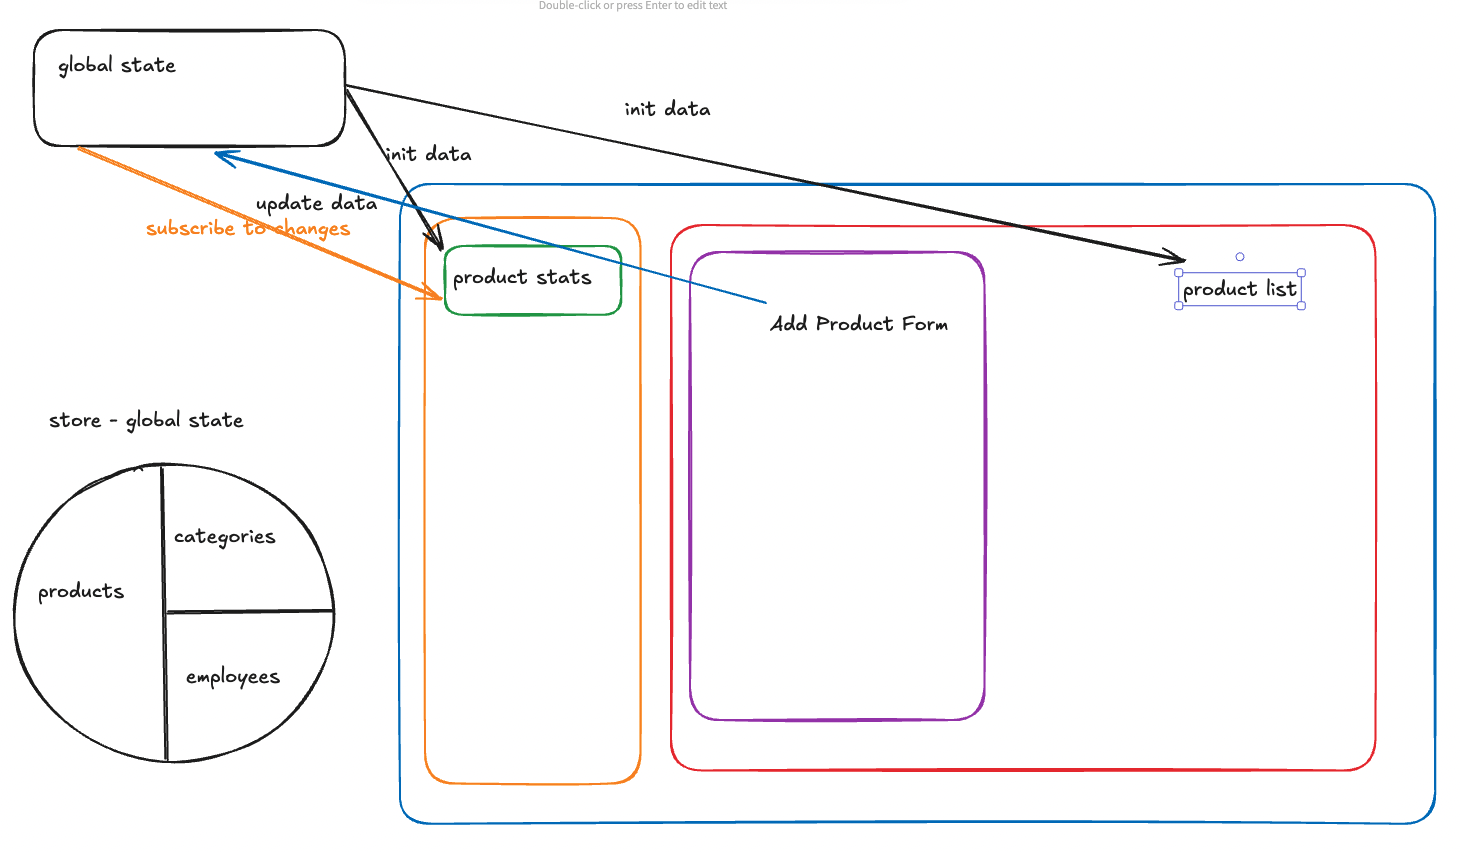 Double-click or press Enter to edit text
global state
init data
init data
update data
subscribe to changes
product stats
product list
Add Product Form
store - global state
categories
products
employees